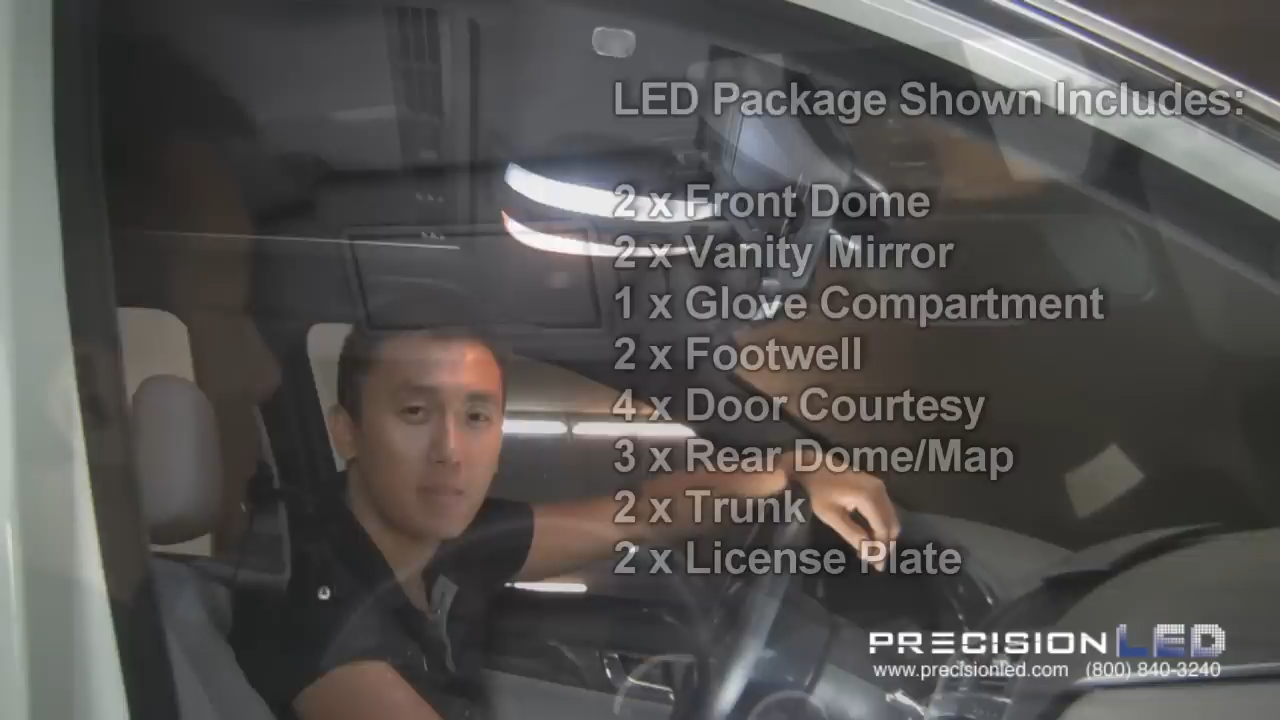 LED Package Shown Includes:
2 x Front Dome
2 x Vanity Mirror
1 x Glove Compartment
2 x Footwell
4 x Door Courtesy
3 x Rear Dome/Map
2 x Trunk
2 x License Plate
PRECISION LED
www.precisionled.com (800) 840-3240